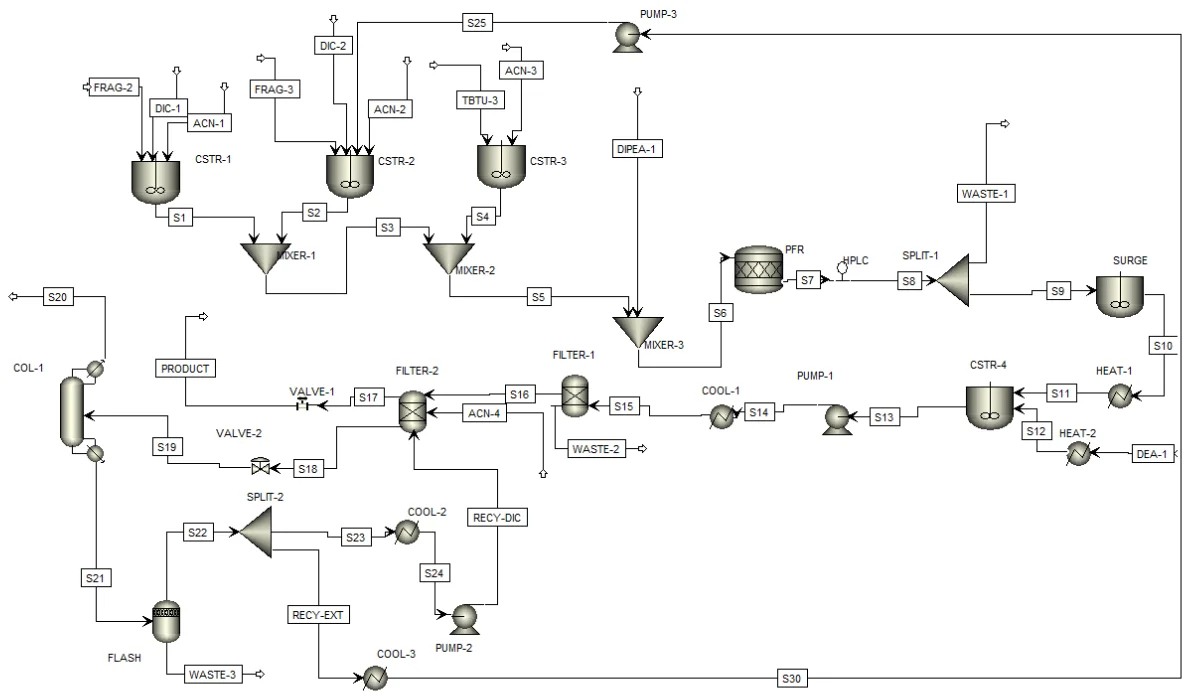 S25
PUMP-3
DIC-2
ACN-3
FRAG-2
FRAG-3
DIC-1
TBTU-3
ACN-2
ACN-1
DIPEA-1
CSTR-1
CSTR-2
CSTR-3
WASTE-1
S1
S2
S4
S3
MIXER-1
MIXER-2
PFR
HPLC
SPLIT-1
SURGE
S7
S8
S9
S20
S5
S6
MIXER-3
S10
COL-1
PRODUCT
FILTER-2
FILTER-1
PUMP-1
CSTR-4
HEAT-1
VALVE-1
S17
S16
COOL-1
S11
ACN-4
S15
S14
S13
S12
VALVE-2
S19
WASTE-2
HEAT-2
DEA-1
S18
SPLIT-2
COOL-2
RECY-DIC
S22
S23
S21
S24
RECY-EXT
FLASH
PUMP-2
COOL-3
WASTE-3
S30